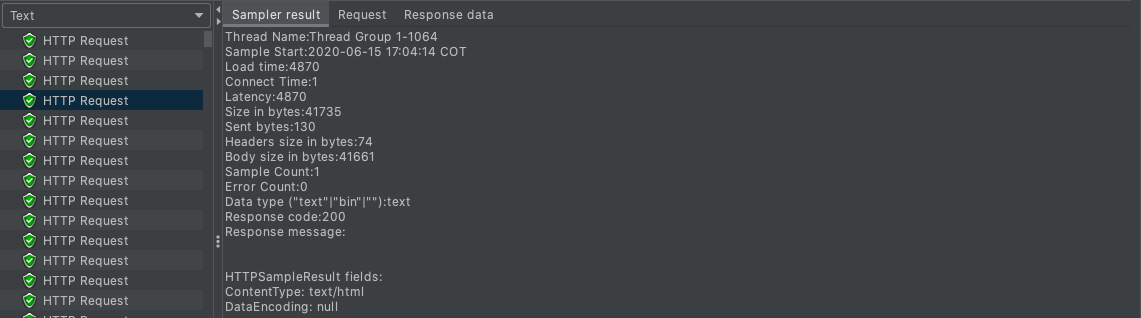 Text
HTTP Request
HTTP Request
HTTP Request
HTTP Request
HTTP Request
HTTP Request
HTTP Request
HTTP Request
HTTP Request
HTTP Request
HTTP Request
HTTP Request
HTTP Request
HTTP Request
Sampler result Request Response data
Thread Name:Thread Group 1-1064
Sample Start:2020-06-15 17:04:14 COT
Load time:4870
Connect Time:1
Latency:4870
Size in bytes:41735
Sent bytes:130
Headers size in bytes:74
Body size in bytes:41661
Sample Count:1
Error Count:0
Data type ("text"|"bin"|""):text
Response code:200
Response message:
HTTPSampleResult fields:
ContentType: text/html
DataEncoding: null